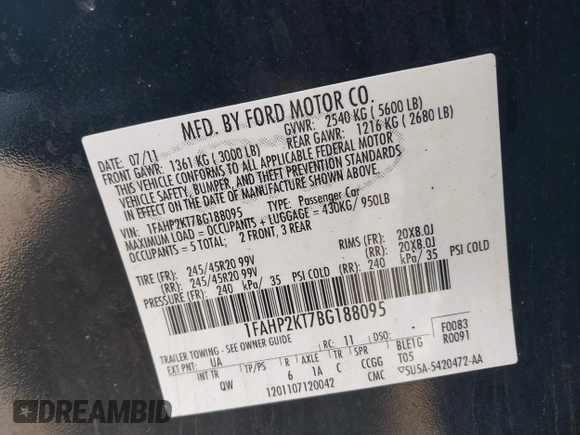 MFD. BY FORD MOTOR CO.
DATE: 07/11 GVWR: 2540 KG ( 5600 LB)
FRONT GAWR: 1361 KG ( 3000 LB) REAR GAWR: 1216 KG ( 2680 LB)
THIS VEHICLE CONFORMS TO ALL APPLICABLE FEDERAL MOTOR
VEHICLE SAFETY, BUMPER, AND THEFT PREVENTION STANDARDS
IN EFFECT ON THE DATE OF MANUFACTURE SHOWN ABOVE.
VIN: 1FAHP2KT7BG188095 TYPE: Passenger Car
MAXIMUM LOAD = OCCUPANTS + LUGGAGE = 430KG/ 950LB
OCCUPANTS = 5 TOTAL; 2 FRONT, 3 REAR
TIRE (FR): 245/45R20 99V RIMS (FR): 20X8.0J
(RR): 245/45R20 99V (RR): 20X8.0J
PRESSURE (FR): 240 kPa/ 35 PSI COLD (RR): 240 kPa/ 35 PSI COLD
1FAHP2KT7BG188095
TRAILER TOWING - SEE OWNER GUIDE F0083
EXT PNT: UA RC: 11 DSO: R0091
INT TR TP/PS R TR SPR BLETG
QW 6 1A C CCGG T05
1201107120042 CMC 5U5A-5420472-AA
DREAMBID